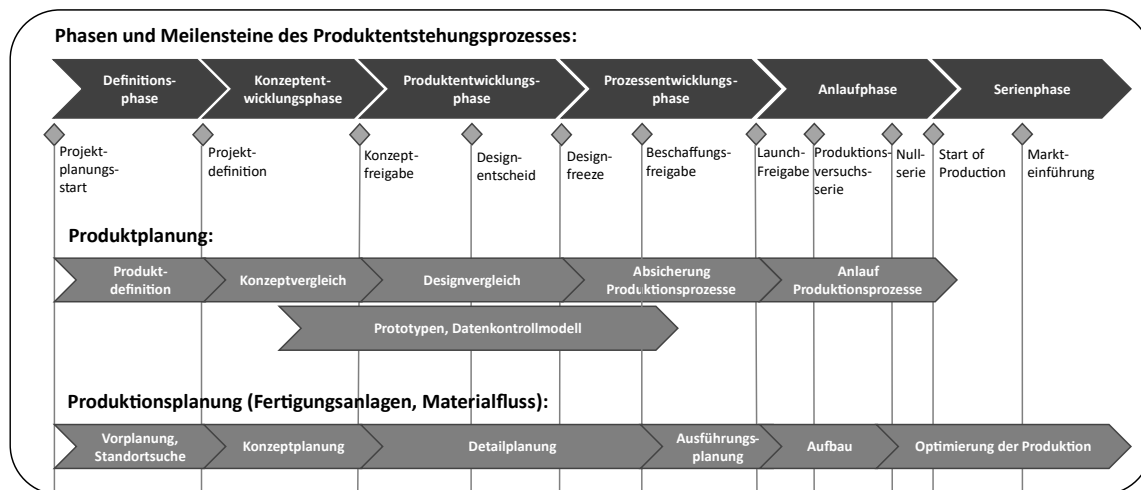 Phasen und Meilensteine des Produktentstehungsprozesses:
Definitions-
phase
Konzeptent-
wicklungsphase
Produktentwicklungs-
phase
Prozessentwicklungs-
phase
Anlaufphase
Serienphase
Projekt-
planungs-
start
Projekt-
definition
Konzept-
freigabe
Design-
entscheid
Design-
freeze
Beschaffungs-
freigabe
Launch-
Freigabe
Produktions-
versuchs-
serie
Null-
serie
Start of
Production
Markt-
einführung
Produktplanung:
Produkt-
definition
Konzeptvergleich
Designvergleich
Absicherung
Produktionsprozesse
Anlauf
Produktionsprozesse
Prototypen, Datenkontrollmodell
Produktionsplanung (Fertigungsanlagen, Materialfluss):
Vorplanung,
Standortsuche
Konzeptplanung
Detailplanung
Ausführungs-
planung
Aufbau
Optimierung der Produktion